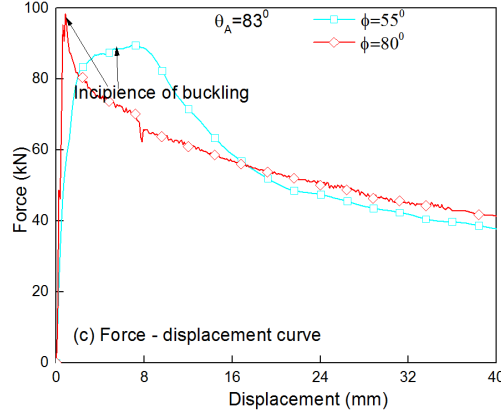 θA=83⁰
ϕ=55⁰
ϕ=80⁰
100
80
60
40
20
0
Force (kN)
Incipience of buckling
(c) Force - displacement curve
0 8 16 24 32 40
Displacement (mm)